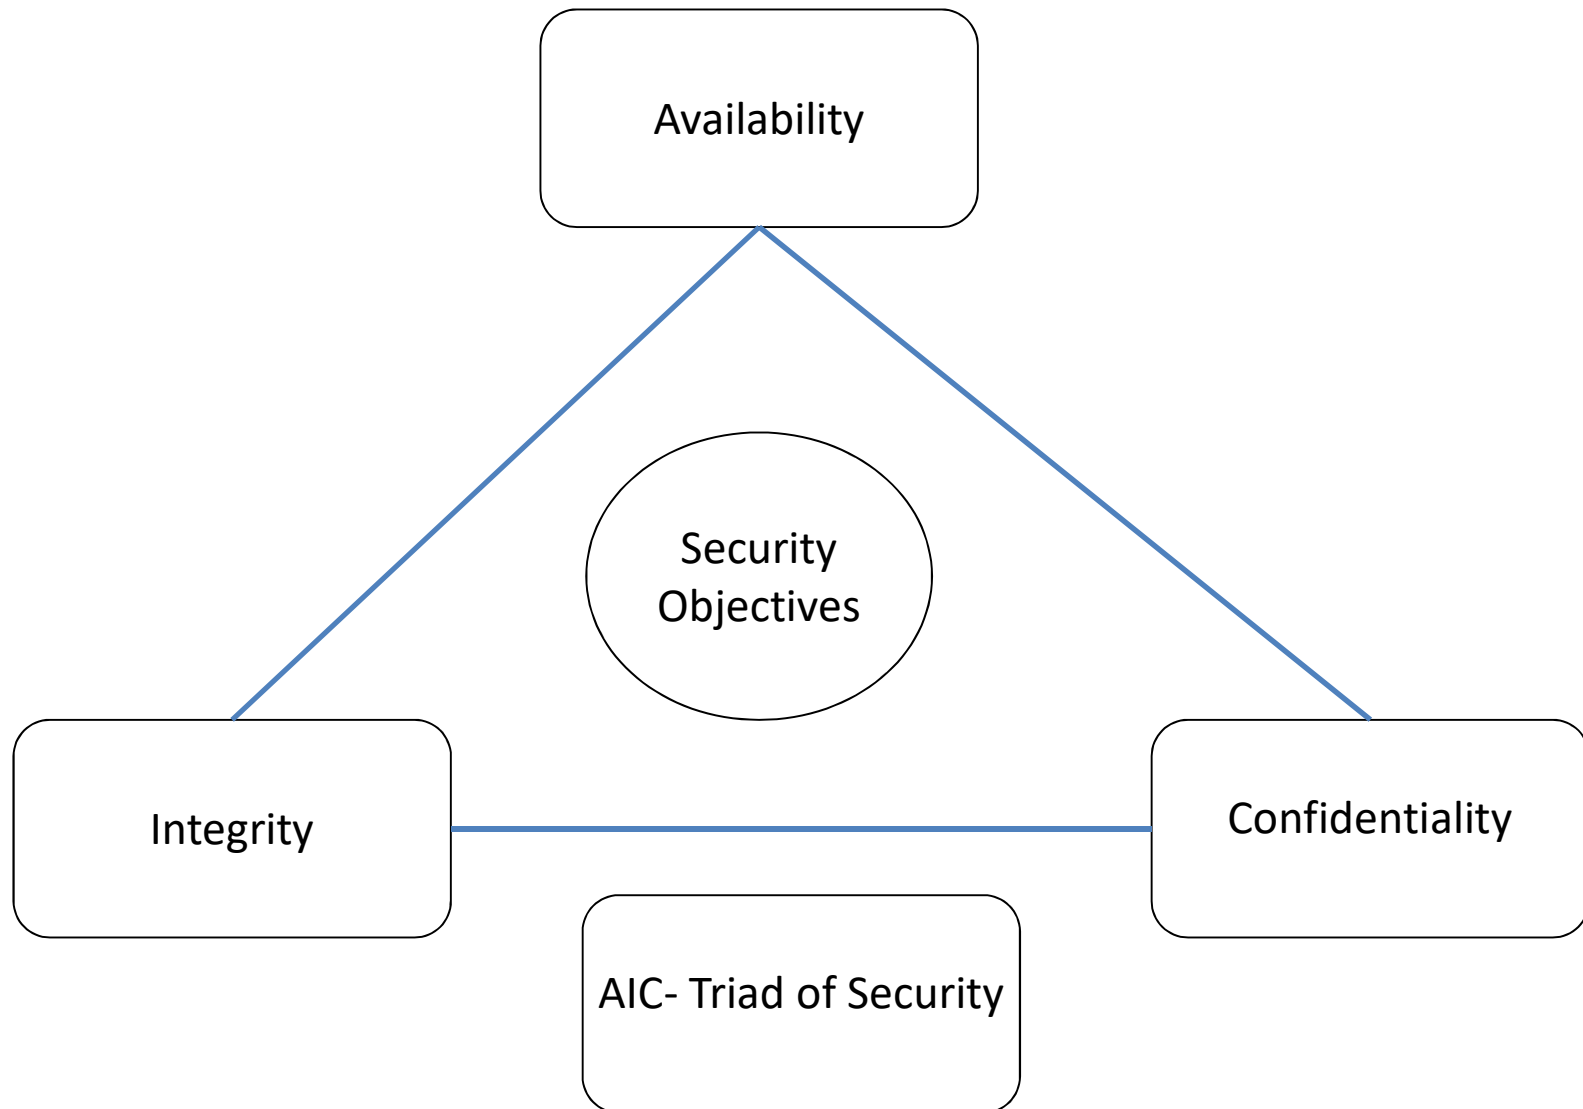 Availability
Security
Objectives
Integrity
Confidentiality
AIC- Triad of Security